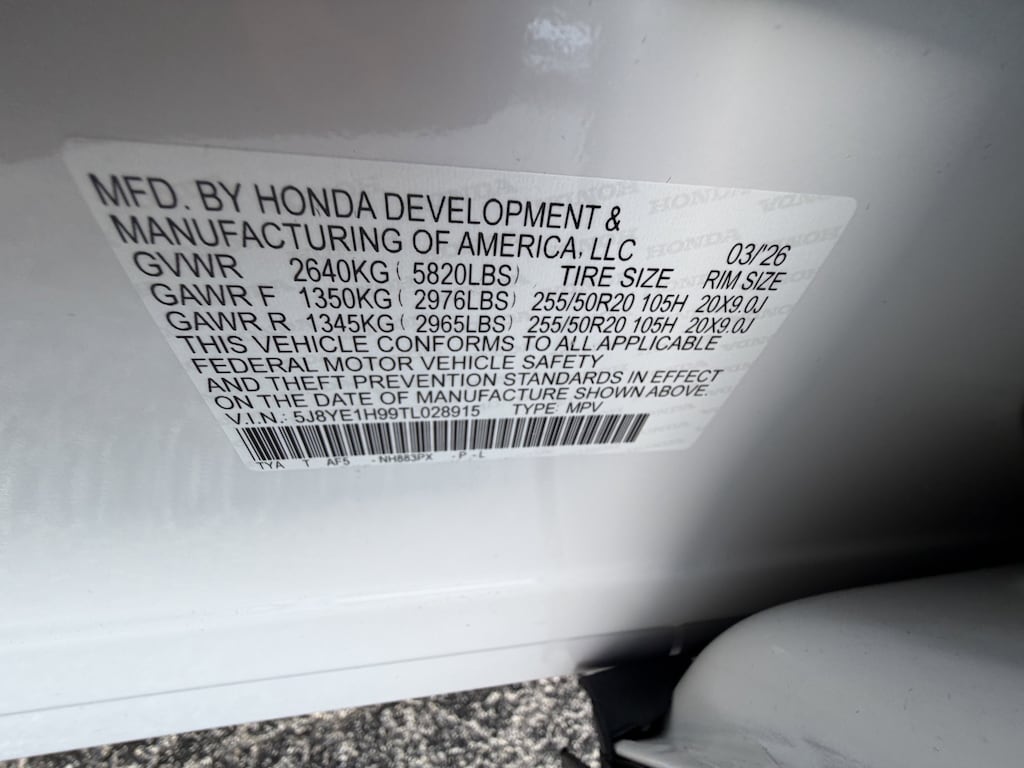 MFD. BY HONDA DEVELOPMENT &
MANUFACTURING OF AMERICA, LLC 03/'26
GVWR 2640KG ( 5820LBS) TIRE SIZE RIM SIZE
GAWR F 1350KG ( 2976LBS) 255/50R20 105H 20X9.0J
GAWR R 1345KG ( 2965LBS) 255/50R20 105H 20X9.0J
THIS VEHICLE CONFORMS TO ALL APPLICABLE
FEDERAL MOTOR VEHICLE SAFETY
AND THEFT PREVENTION STANDARDS IN EFFECT
ON THE DATE OF MANUFACTURE SHOWN ABOVE.
V.I.N.: 5J8YE1H99TL028915 TYPE: MPV
TYA T AF5 -NH883PX -P -L